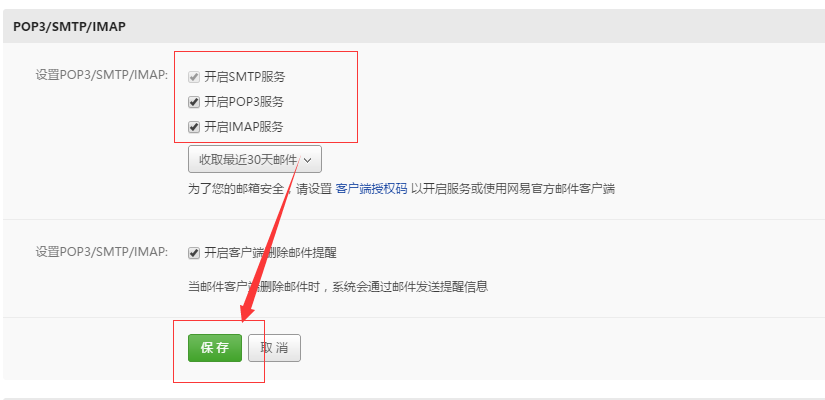 POP3/SMTP/IMAP
设置POP3/SMTP/IMAP:
开启SMTP服务
开启POP3服务
开启IMAP服务
收取最近30天邮件
为了您的邮箱安全，请设置 客户端授权码 以开启服务或使用网易官方邮件客户端
设置POP3/SMTP/IMAP:
开启客户端删除邮件提醒
当邮件客户端删除邮件时，系统会通过邮件发送提醒信息
保 存
取 消